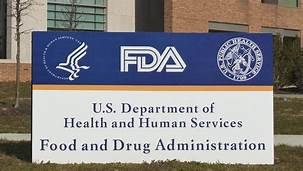 FDA
U.S. Department of
Health and Human Services
Food and Drug Administration